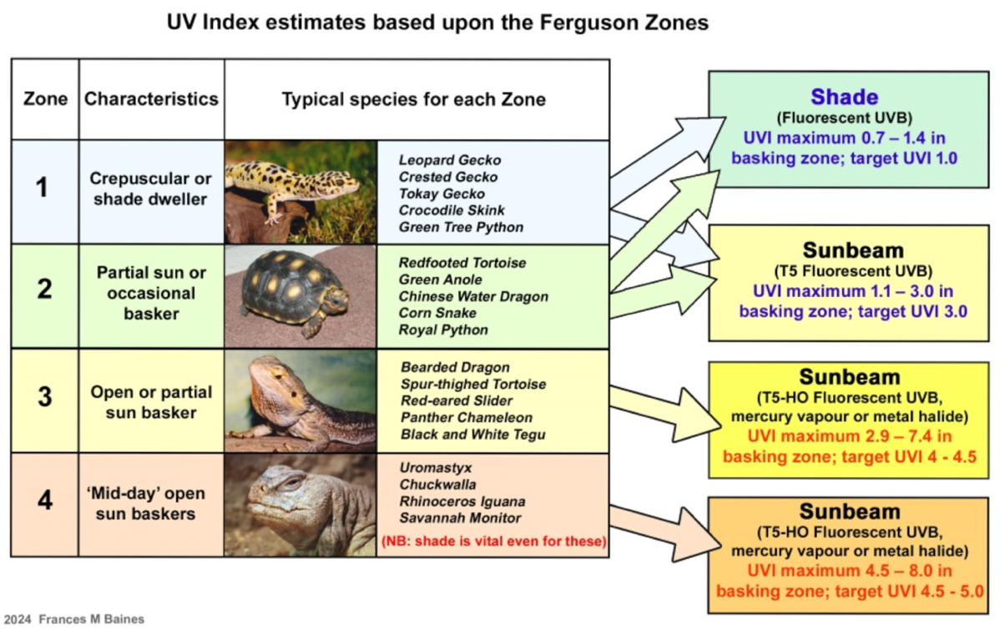 UV Index estimates based upon the Ferguson Zones
Zone
Characteristics
Typical species for each Zone
1
Crepuscular or
shade dweller
Leopard Gecko
Crested Gecko
Tokay Gecko
Crocodile Skink
Green Tree Python
2
Partial sun or
occasional
basker
Redfooted Tortoise
Green Anole
Chinese Water Dragon
Corn Snake
Royal Python
3
Open or partial
sun basker
Bearded Dragon
Spur-thighed Tortoise
Red-eared Slider
Panther Chameleon
Black and White Tegu
4
‘Mid-day’ open
sun baskers
Uromastyx
Chuckwalla
Rhinoceros Iguana
Savannah Monitor
(NB: shade is vital even for these)
Shade
(Fluorescent UVB)
UVI maximum 0.7 – 1.4 in
basking zone; target UVI 1.0
Sunbeam
(T5 Fluorescent UVB)
UVI maximum 1.1 – 3.0 in
basking zone; target UVI 3.0
Sunbeam
(T5-HO Fluorescent UVB,
mercury vapour or metal halide)
UVI maximum 2.9 – 7.4 in
basking zone; target UVI 4 - 4.5
Sunbeam
(T5-HO Fluorescent UVB,
mercury vapour or metal halide)
UVI maximum 4.5 – 8.0 in
basking zone; target UVI 4.5 - 5.0
2024 Frances M Baines